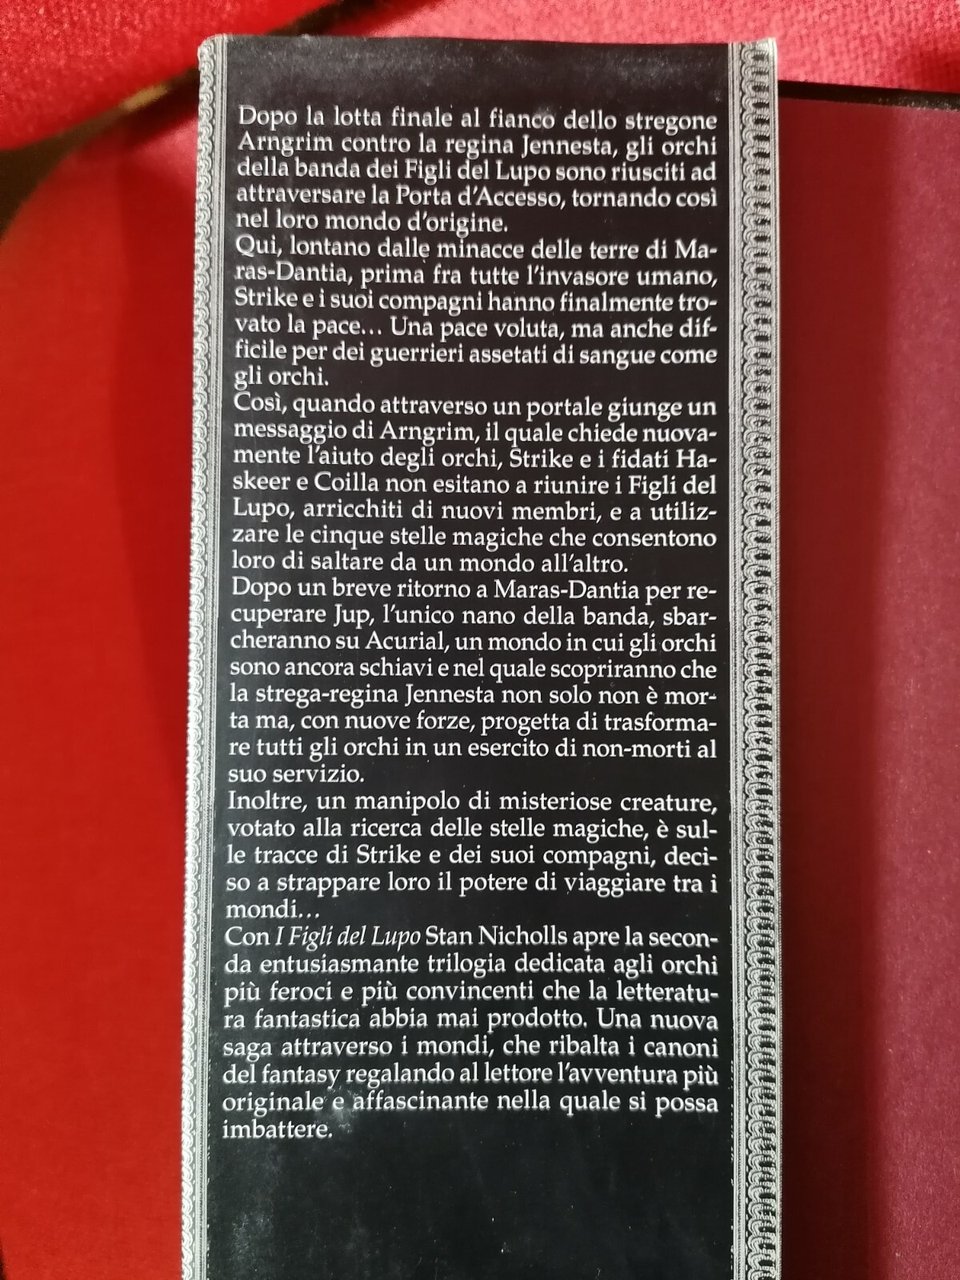 Dopo la lotta finale al fianco dello stregone
Arngrim contro la regina Jennesta, gli orchi
della banda dei Figli del Lupo sono riusciti ad
attraversare la Porta d'Accesso, tornando così
nel loro mondo d'origine.
Qui, lontano dalle minacce delle terre di Ma-
ras-Dantia, prima fra tutte l'invasore umano,
Strike e i suoi compagni hanno finalmente tro-
vato la pace... Una pace voluta, ma anche dif-
ficile per dei guerrieri assetati di sangue come
gli orchi.
Così, quando attraverso un portale giunge un
messaggio di Arngrim, il quale chiede nuova-
mente l'aiuto degli orchi, Strike e i fidati Ha-
skeer e Coilla non esitano a riunire i Figli del
Lupo, arricchiti di nuovi membri, e a utiliz-
zare le cinque stelle magiche che consentono
loro di saltare da un mondo all'altro.
Dopo un breve ritorno a Maras-Dantia per re-
cuperare Jup, l'unico nano della banda, sbar-
cheranno su Acurial, un mondo in cui gli orchi
sono ancora schiavi e nel quale scopriranno che
la strega-regina Jennesta non solo non è mor-
ta ma, con nuove forze, progetta di trasforma-
re tutti gli orchi in un esercito di non-morti al
suo servizio.
Inoltre, un manipolo di misteriose creature,
votato alla ricerca delle stelle magiche, è sul-
le tracce di Strike e dei suoi compagni, deci-
so a strappare loro il potere di viaggiare tra i
mondi...
Con I Figli del Lupo Stan Nicholls apre la secon-
da entusiasmante trilogia dedicata agli orchi
più feroci e più convincenti che la letteratu-
ra fantastica abbia mai prodotto. Una nuova
saga attraverso i mondi, che ribalta i canoni
del fantasy regalando al lettore l'avventura più
originale e affascinante nella quale si possa
imbattere.